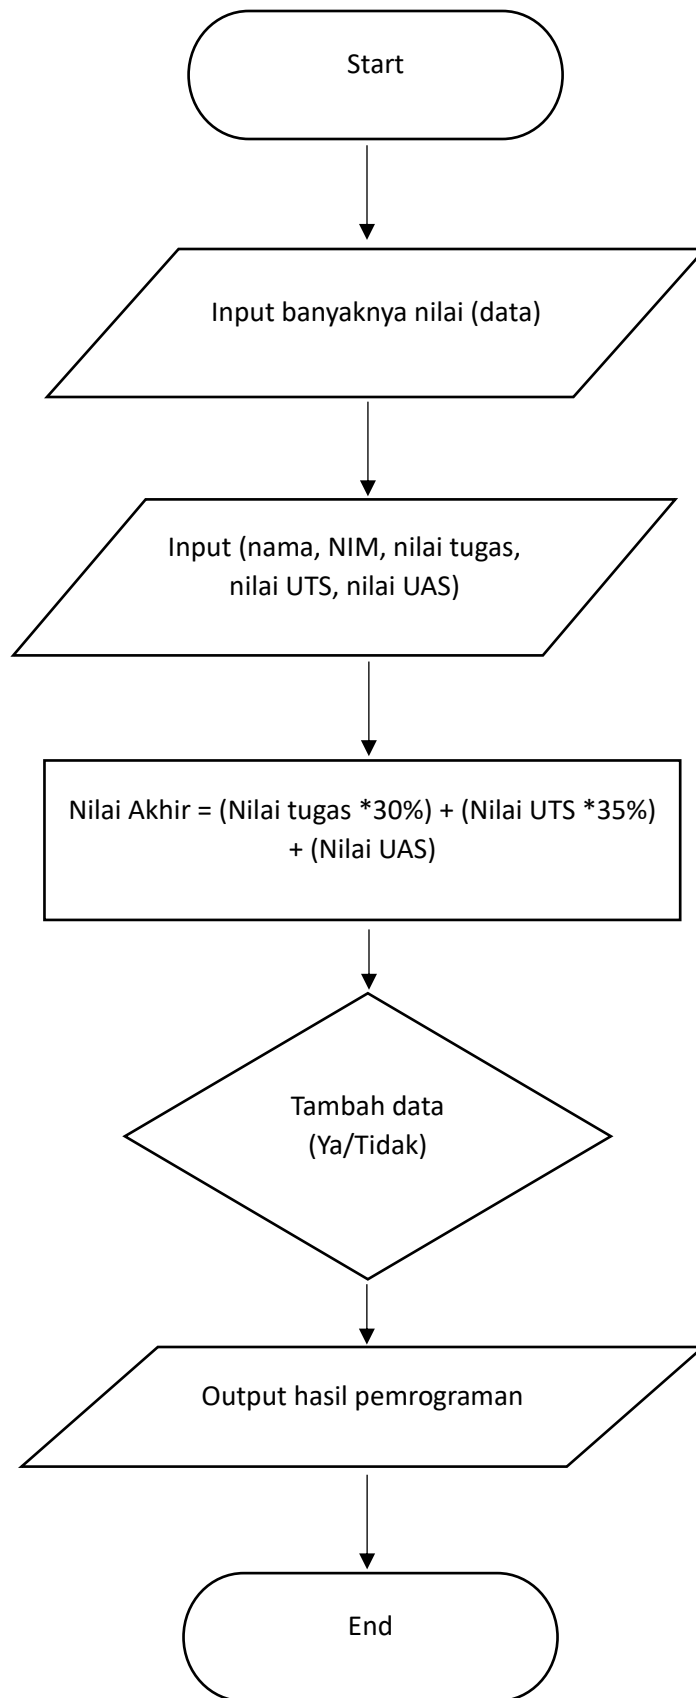 Start
Input banyaknya nilai (data)
Input (nama, NIM, nilai tugas,
nilai UTS, nilai UAS)
Nilai Akhir = (Nilai tugas *30%) + (Nilai UTS *35%)
+ (Nilai UAS)
Tambah data
(Ya/Tidak)
Output hasil pemrograman
End